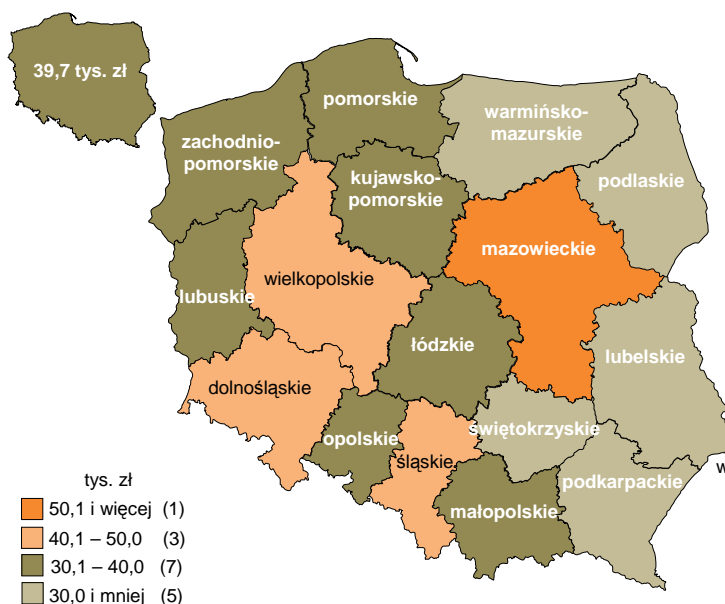 39,7 tys. zł
pomorskie
warmińsko-
mazurskie
zachodnio-
pomorskie
kujawsko-
pomorskie
podlaskie
mazowieckie
wielkopolskie
lubuskie
łódzkie
lubelskie
dolnośląskie
opolskie
świętokrzyskie
śląskie
w
podkarpackie
małopolskie
tys. zł
50,1 i więcej (1)
40,1 – 50,0 (3)
30,1 – 40,0 (7)
30,0 i mniej (5)